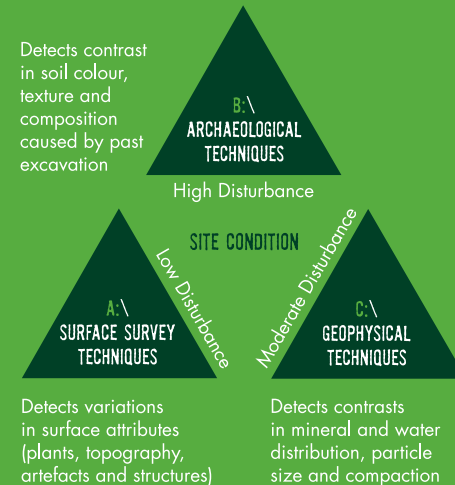 Detects contrast
in soil colour,
texture and
composition
caused by past
excavation
B:\
ARCHAEOLOGICAL
TECHNIQUES
High Disturbance
SITE CONDITION
Low Disturbance
Moderate Disturbance
A:\
SURFACE SURVEY
TECHNIQUES
C:\
GEOPHYSICAL
TECHNIQUES
Detects variations
in surface attributes
(plants, topography,
artefacts and structures)
Detects contrasts
in mineral and water
distribution, particle
size and compaction